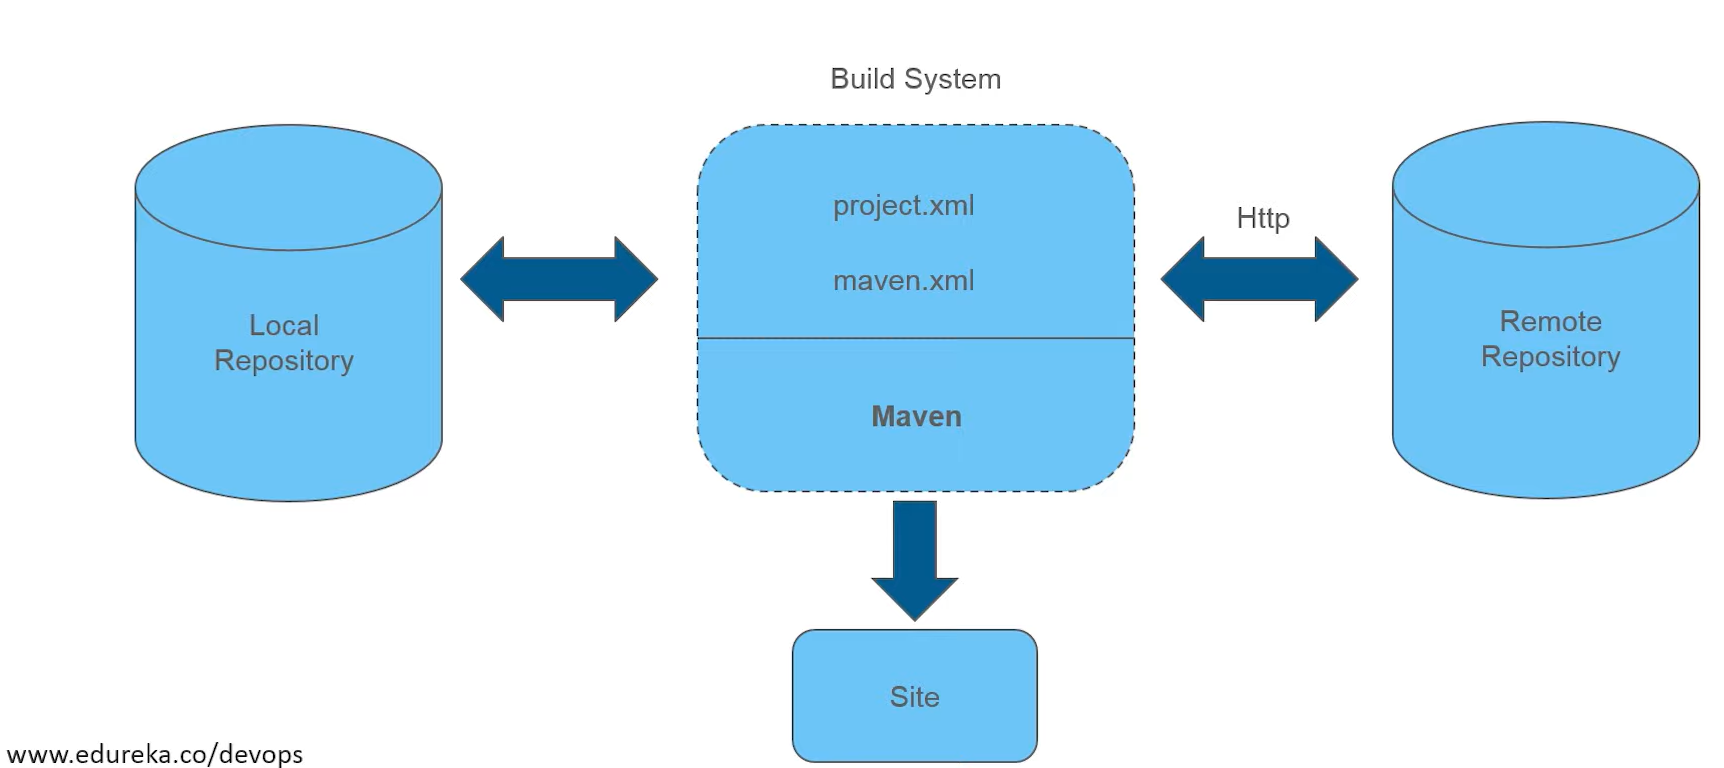 Build System
project.xml
maven.xml
Maven
Local
Repository
Http
Remote
Repository
Site
www.edureka.co/devops